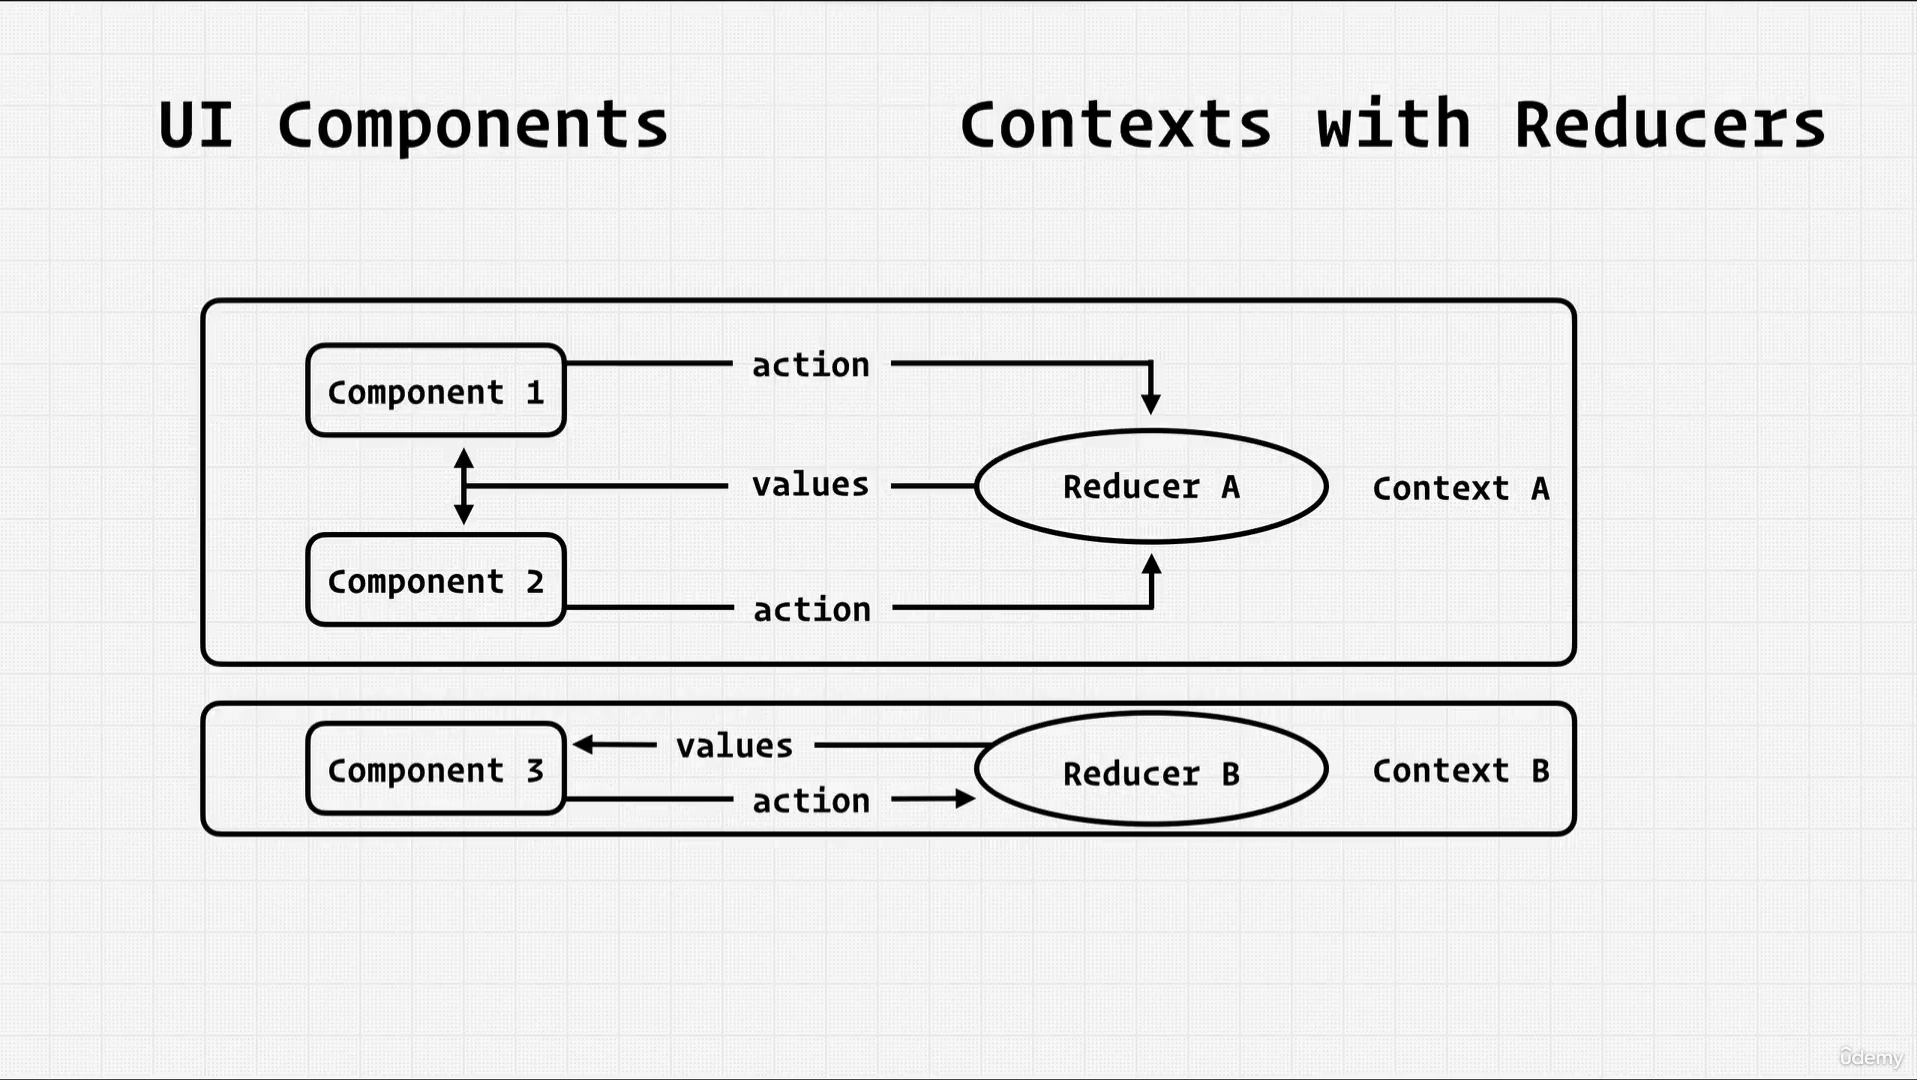 UI Components
Contexts with Reducers
Component 1
action
values
Reducer A
Context A
Component 2
action
Component 3
values
action
Reducer B
Context B
ûdemy